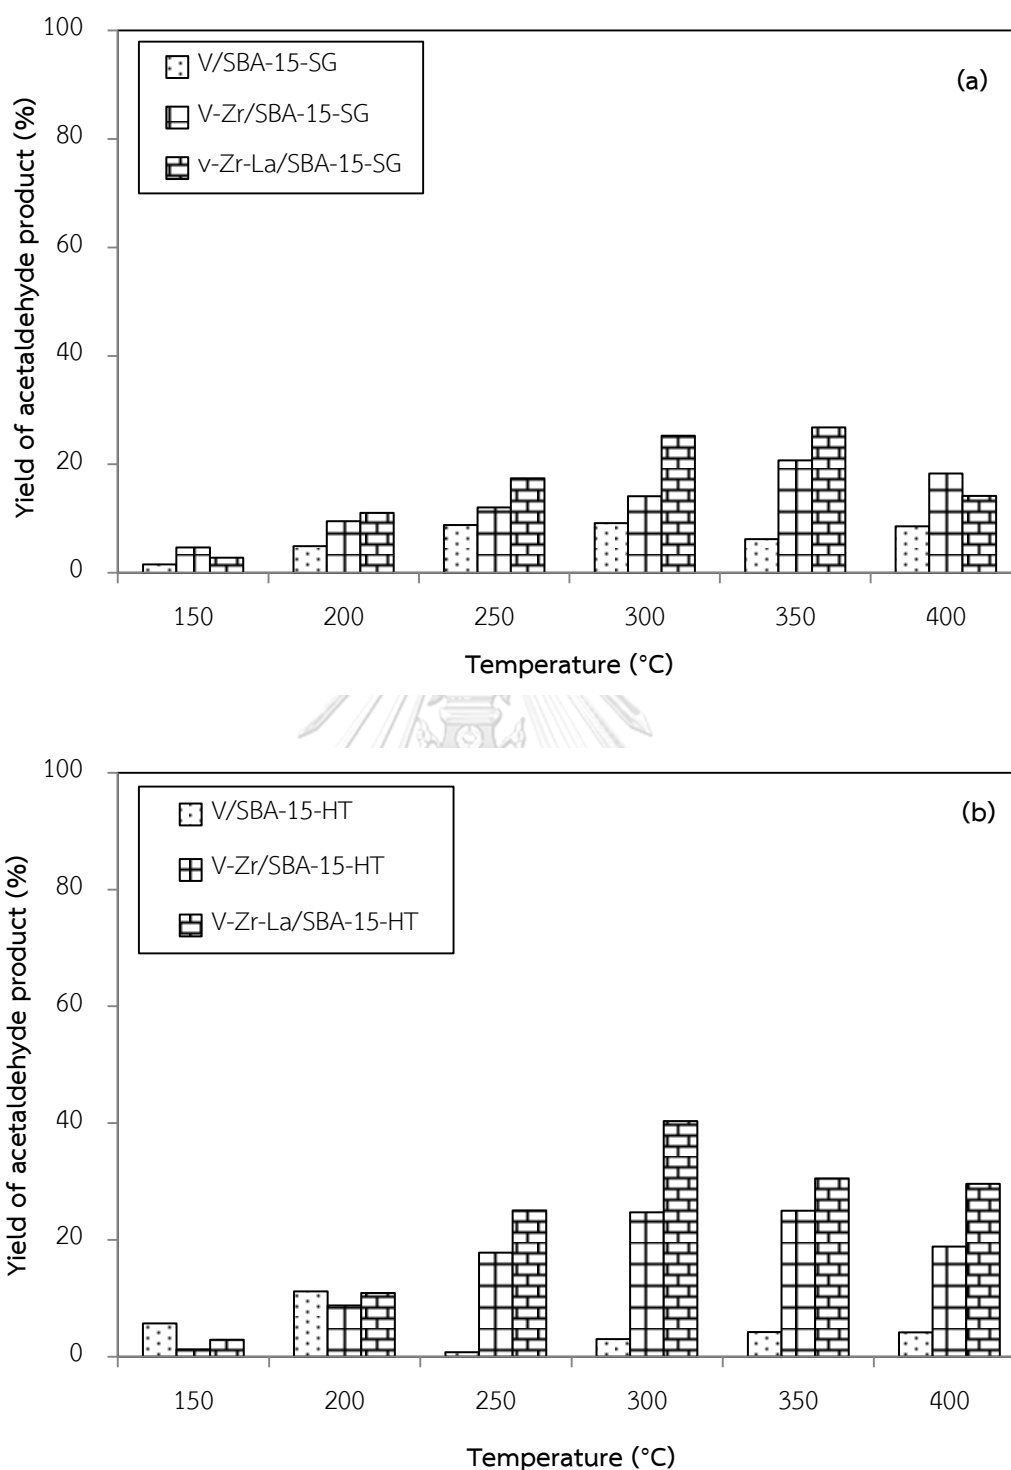 100
80
60
40
20
0
Yield of acetaldehyde product (%)
V/SBA-15-SG
V-Zr/SBA-15-SG
v-Zr-La/SBA-15-SG
(a)
150 200 250 300 350 400
Temperature (°C)
100
80
60
40
20
0
Yield of acetaldehyde product (%)
V/SBA-15-HT
V-Zr/SBA-15-HT
V-Zr-La/SBA-15-HT
(b)
150 200 250 300 350 400
Temperature (°C)